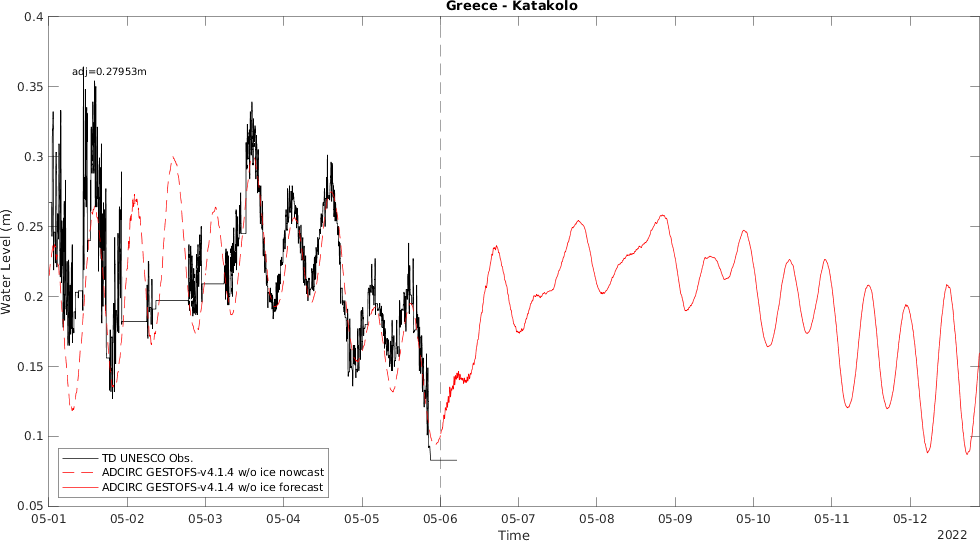 Greece - Katakolo
0.4
0.35
0.3
0.25
0.2
0.15
0.1
0.05
Water Level (m)
adj=0.27953m
TD UNESCO Obs.
ADCIRC GESTOFS-v4.1.4 w/o ice nowcast
ADCIRC GESTOFS-v4.1.4 w/o ice forecast
05-01 05-02 05-03 05-04 05-05 05-06 05-07 05-08 05-09 05-10 05-11 05-12
Time
2022